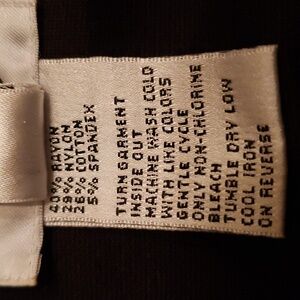 40% RAYON
29% NYLON
26% COTTON
5% SPANDEX
TURN GARMENT
INSIDE OUT
MACHINE WASH COLD
WITH LIKE COLORS
GENTLE CYCLE
ONLY NON-CHLORINE
BLEACH
TUMBLE DRY LOW
COOL IRON
ON REVERSE